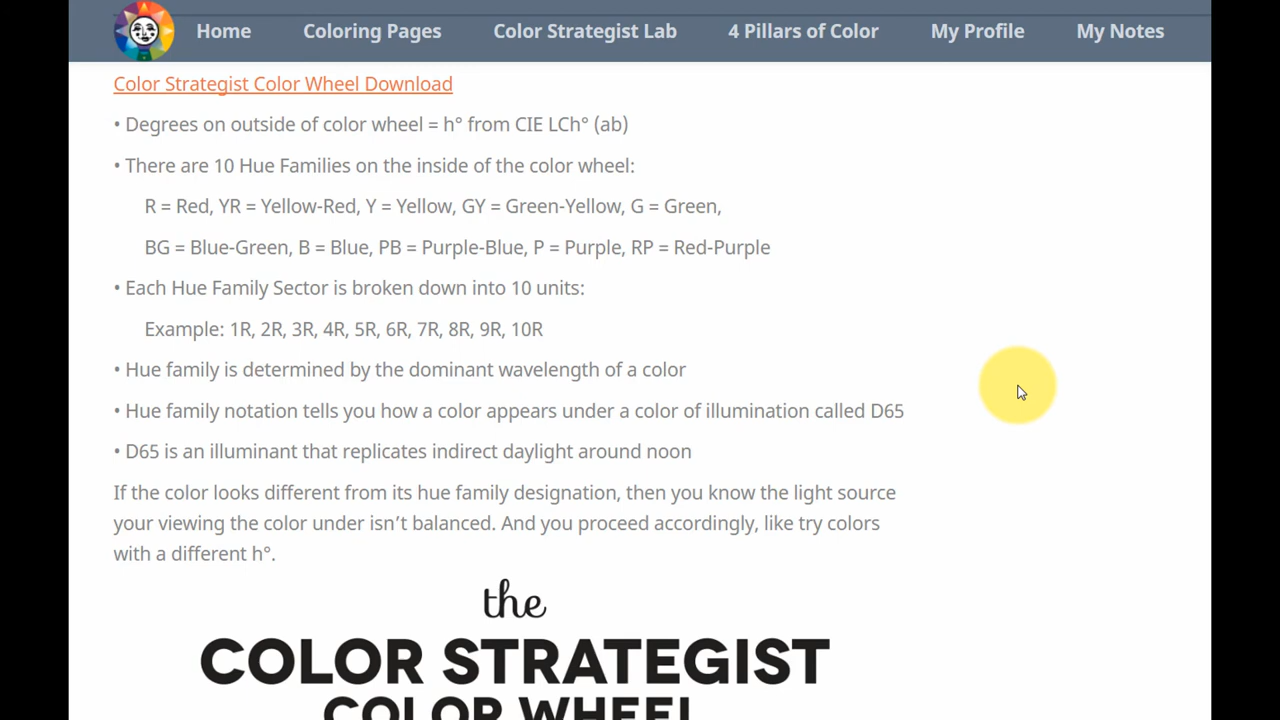 Home Coloring Pages Color Strategist Lab 4 Pillars of Color My Profile My Notes
Color Strategist Color Wheel Download
• Degrees on outside of color wheel = h° from CIE LCh° (ab)
• There are 10 Hue Families on the inside of the color wheel:
R = Red, YR = Yellow-Red, Y = Yellow, GY = Green-Yellow, G = Green,
BG = Blue-Green, B = Blue, PB = Purple-Blue, P = Purple, RP = Red-Purple
• Each Hue Family Sector is broken down into 10 units:
Example: 1R, 2R, 3R, 4R, 5R, 6R, 7R, 8R, 9R, 10R
• Hue family is determined by the dominant wavelength of a color
• Hue family notation tells you how a color appears under a color of illumination called D65
• D65 is an illuminant that replicates indirect daylight around noon
If the color looks different from its hue family designation, then you know the light source
your viewing the color under isn’t balanced. And you proceed accordingly, like try colors
with a different h°.
the
COLOR STRATEGIST
COLOR WHEEL